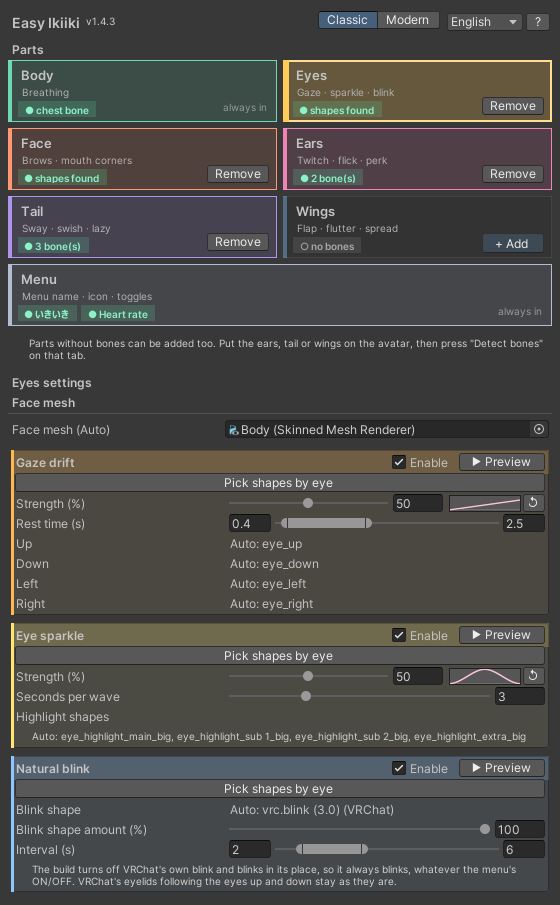 Easy Ikiiki v1.4.3 Classic Modern English ?
Parts
Body
Breathing
chest bone always in
Eyes
Gaze · sparkle · blink
shapes found Remove
Face
Brows · mouth corners
shapes found Remove
Ears
Twitch · flick · perk
2 bone(s) Remove
Tail
Sway · swish · lazy
3 bone(s) Remove
Wings
Flap · flutter · spread
no bones + Add
Menu
Menu name · icon · toggles
いきいき Heart rate always in
Parts without bones can be added too. Put the ears, tail or wings on the avatar, then press "Detect bones"
on that tab.
Eyes settings
Face mesh
Face mesh (Auto) Body (Skinned Mesh Renderer)
Gaze drift Enable Preview
Pick shapes by eye
Strength (%) 50
Rest time (s) 0.4 2.5
Up Auto: eye_up
Down Auto: eye_down
Left Auto: eye_left
Right Auto: eye_right
Eye sparkle Enable Preview
Pick shapes by eye
Strength (%) 50
Seconds per wave 3
Highlight shapes
Auto: eye_highlight_main_big, eye_highlight_sub 1_big, eye_highlight_sub 2_big, eye_highlight_extra_big
Natural blink Enable Preview
Pick shapes by eye
Blink shape Auto: vrc.blink (3.0) (VRChat)
Blink shape amount (%) 100
Interval (s) 2 6
The build turns off VRChat's own blink and blinks in its place, so it always blinks, whatever the menu's
ON/OFF. VRChat's eyelids following the eyes up and down stay as they are.